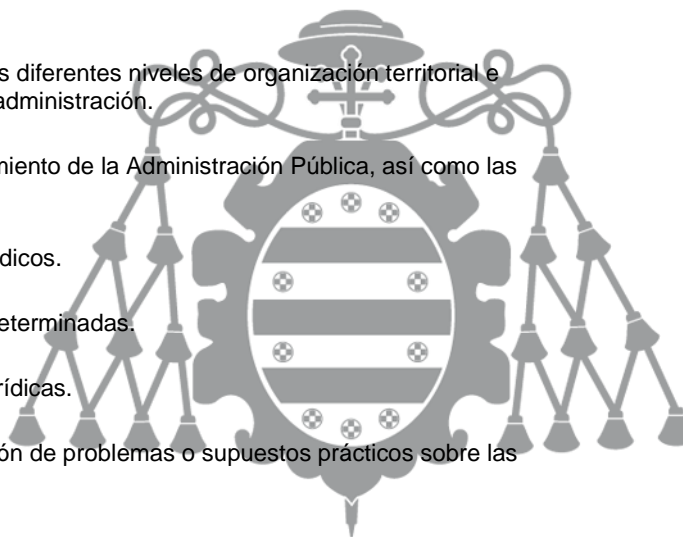 s diferentes niveles de organización territorial e
administración.
miento de la Administración Pública, así como las
dicos.
eterminadas.
rídicas.
ón de problemas o supuestos prácticos sobre las